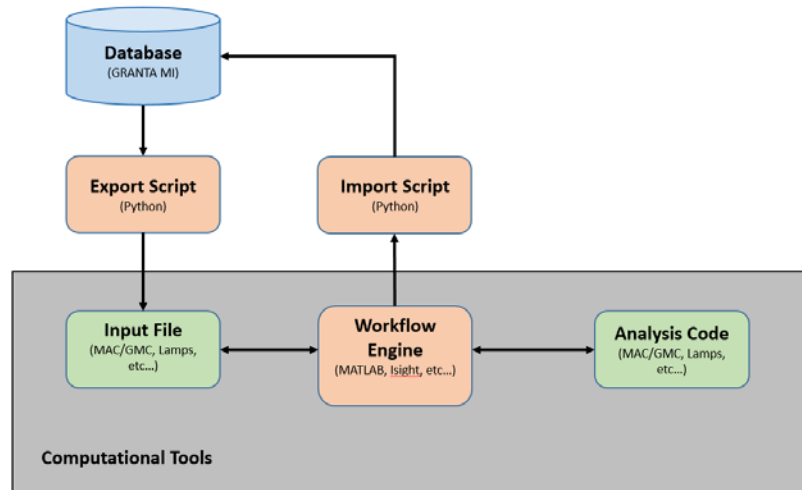 Database
(GRANTA MI)
Export Script
(Python)
Import Script
(Python)
Input File
(MAC/GMC, Lamps,
etc...)
Workflow
Engine
(MATLAB, Isight, etc...)
Analysis Code
(MAC/GMC, Lamps,
etc...)
Computational Tools